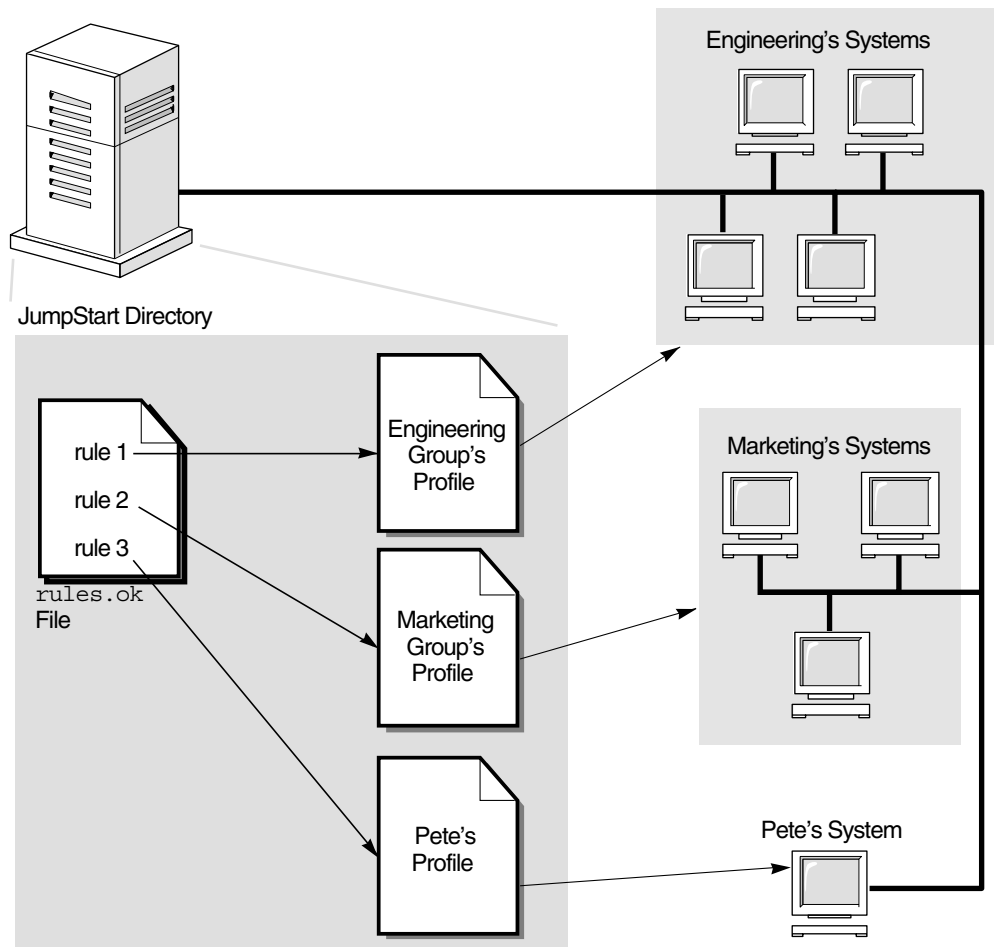 Engineering's Systems
JumpStart Directory
rule 1
rule 2
rule 3
rules.ok
File
Engineering
Group's
Profile
Marketing
Group's
Profile
Pete's
Profile
Marketing's Systems
Pete's System